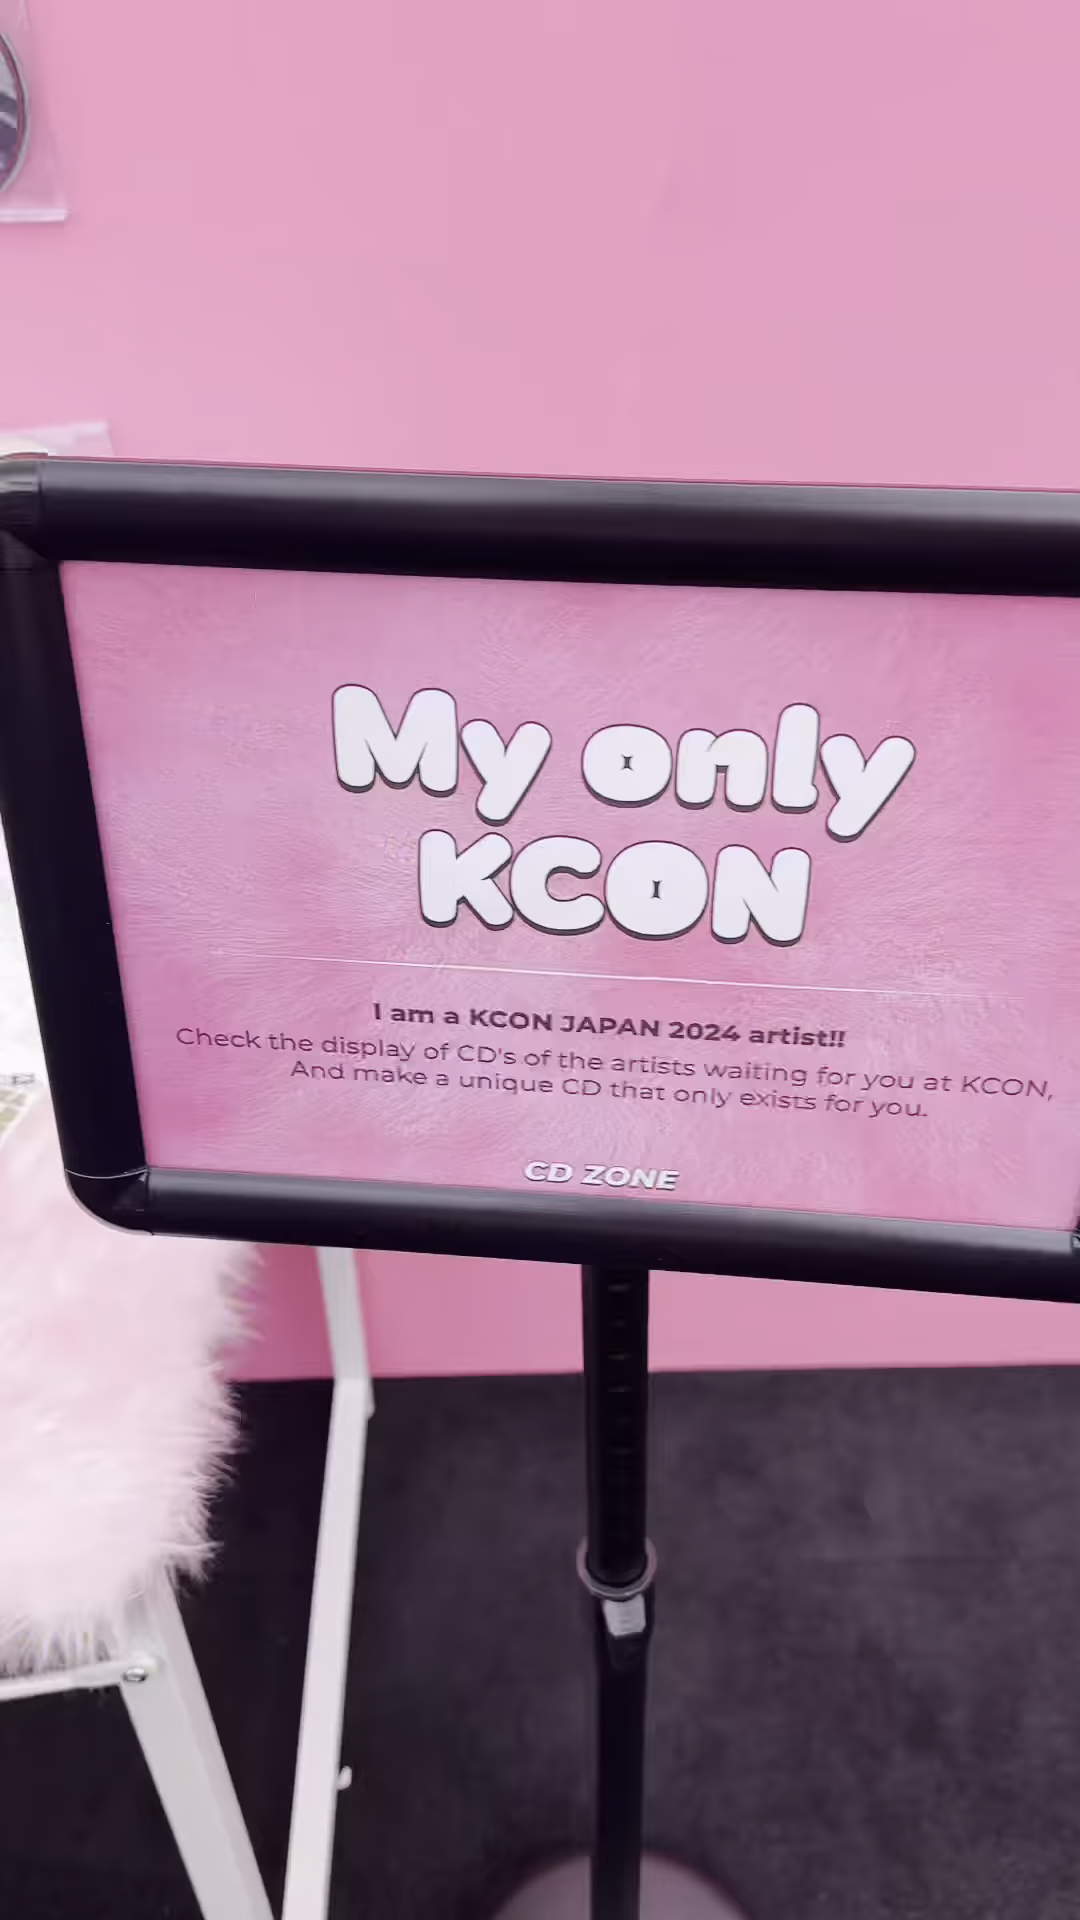 My only
KCON
I am a KCON JAPAN 2024 artist!!
Check the display of CD's of the artists waiting for you at KCON,
And make a unique CD that only exists for you.
CD ZONE